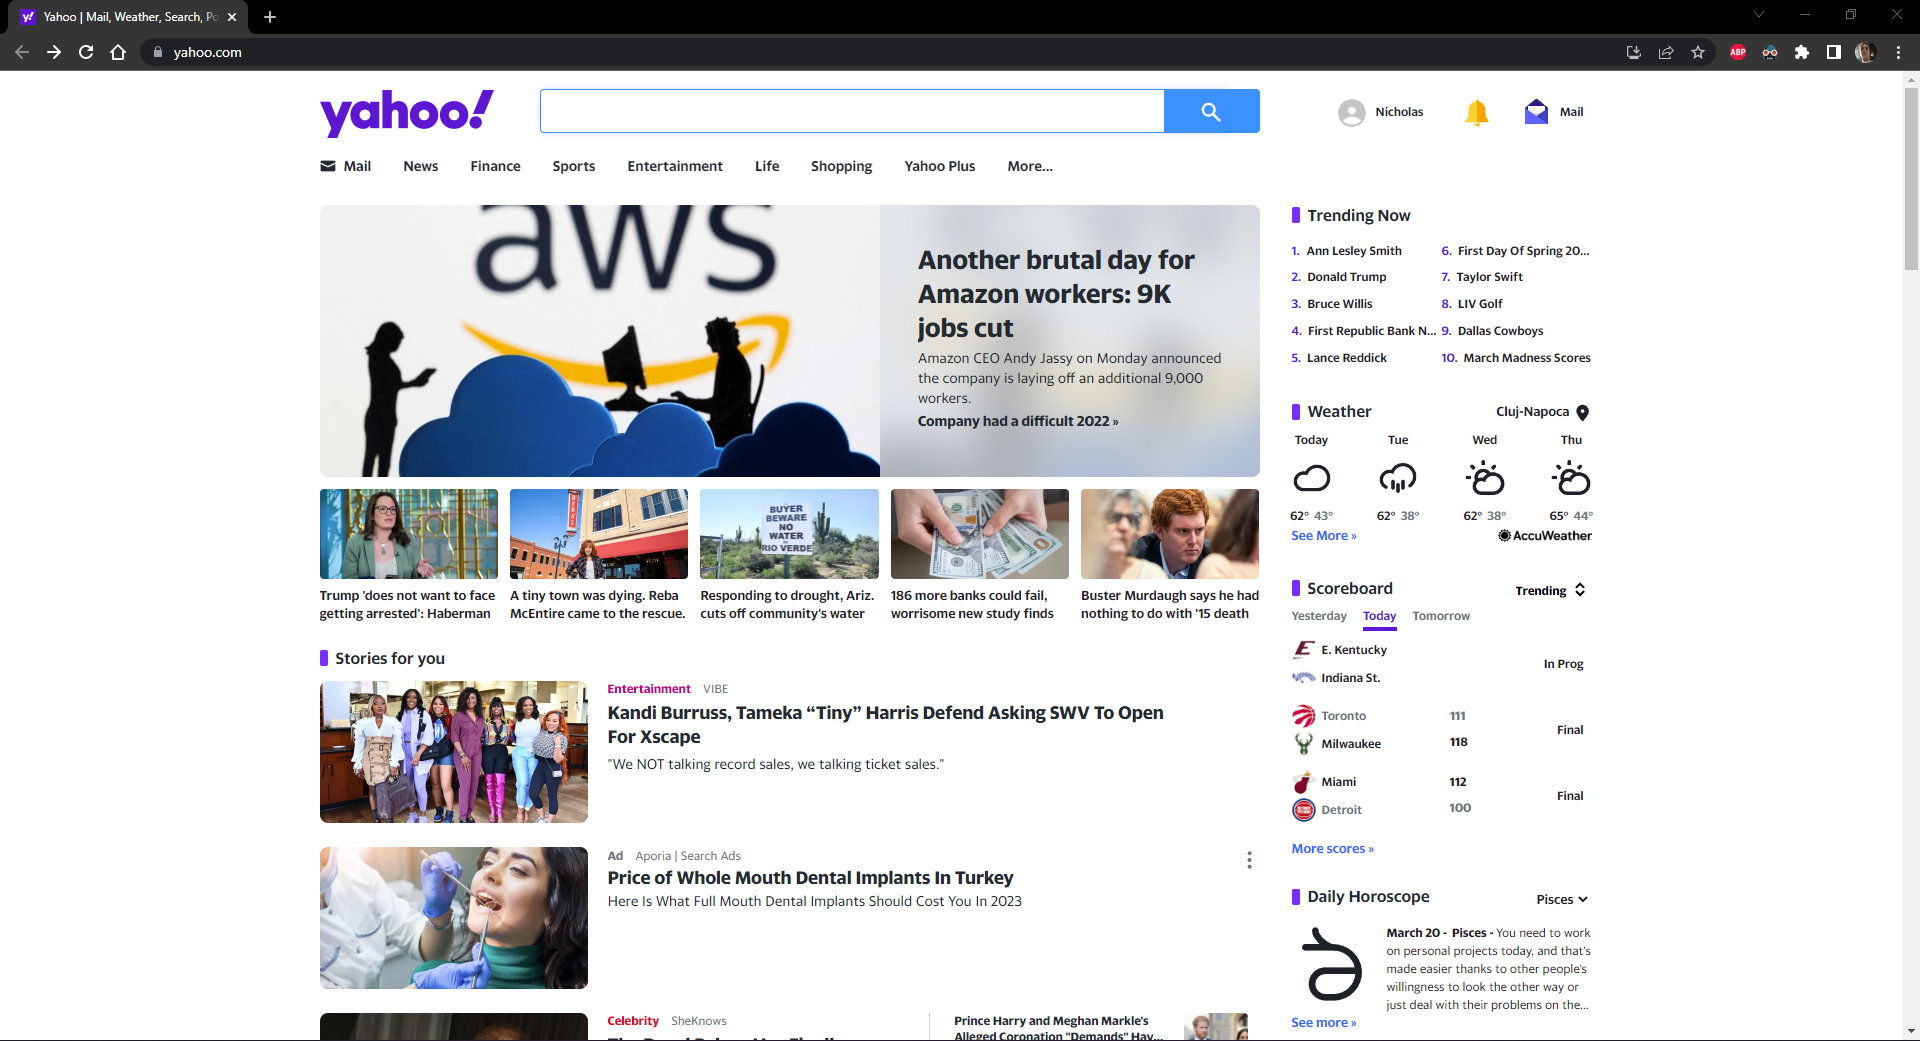 Yahoo | Mail, Weather, Search, Po
yahoo.com
ABP
yahoo!
Nicholas
Mail
Mail
News
Finance
Sports
Entertainment
Life
Shopping
Yahoo Plus
More...
aws
Another brutal day for
Amazon workers: 9K
jobs cut
Amazon CEO Andy Jassy on Monday announced
the company is laying off an additional 9,000
workers.
Company had a difficult 2022 »
REBA'S
BUYER
BEWARE
NO
WATER
RIO VERDE
Trump 'does not want to face
getting arrested': Haberman
A tiny town was dying. Reba
McEntire came to the rescue.
Responding to drought, Ariz.
cuts off community's water
186 more banks could fail,
worrisome new study finds
Buster Murdaugh says he had
nothing to do with '15 death
Stories for you
Entertainment VIBE
Kandi Burruss, Tameka “Tiny” Harris Defend Asking SWV To Open
For Xscape
"We NOT talking record sales, we talking ticket sales."
Ad Aporia | Search Ads
Price of Whole Mouth Dental Implants In Turkey
Here Is What Full Mouth Dental Implants Should Cost You In 2023
Celebrity SheKnows
Prince Harry and Meghan Markle's
Alleged Coronation "Demands" Hav...
Trending Now
1. Ann Lesley Smith
2. Donald Trump
3. Bruce Willis
4. First Republic Bank N...
5. Lance Reddick
6. First Day Of Spring 20...
7. Taylor Swift
8. LIV Golf
9. Dallas Cowboys
10. March Madness Scores
Weather
Cluj-Napoca
Today Tue Wed Thu
62° 43° 62° 38° 62° 38° 65° 44°
See More »
AccuWeather
Scoreboard
Trending
Yesterday Today Tomorrow
E. Kentucky
Indiana St.
In Prog
Toronto 111
Milwaukee 118
Final
Miami 112
Detroit 100
Final
More scores »
Daily Horoscope
Pisces
March 20 - Pisces - You need to work
on personal projects today, and that's
made easier thanks to other people's
willingness to look the other way or
just deal with their problems on the...
See more »